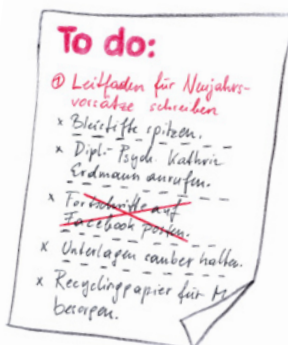 To do:
① Leitfaden für Neujahrs-
vorsätze schreiben
x Bleistifte spitzen.
x Dipl.-Psych. Kathrin
Erdmann anrufen.
x Fortschritte auf
Facebook posten.
x Unterlagen sauber halten.
x Recyclingpapier für M
besorgen.